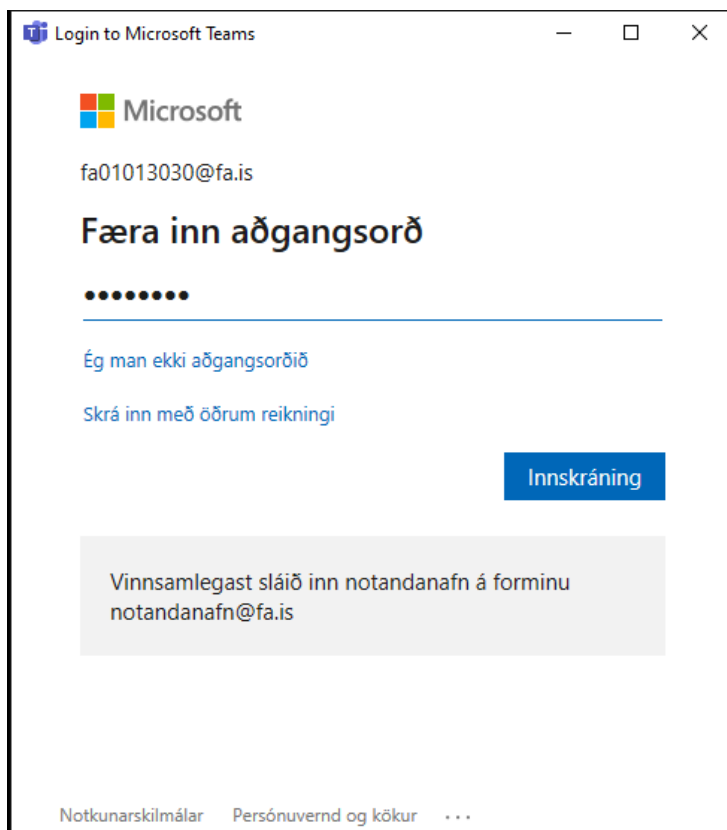 Login to Microsoft Teams
Microsoft
fa01013030@fa.is
Færa inn aðgangsorð
••••••••
Ég man ekki aðgangsorðið
Skrá inn með öðrum reikningi
Innskráning
Vinnsamlegast sláið inn notandanafn á forminu
notandanafn@fa.is
Notkunarskilmálar Persónuvernd og kökur ...